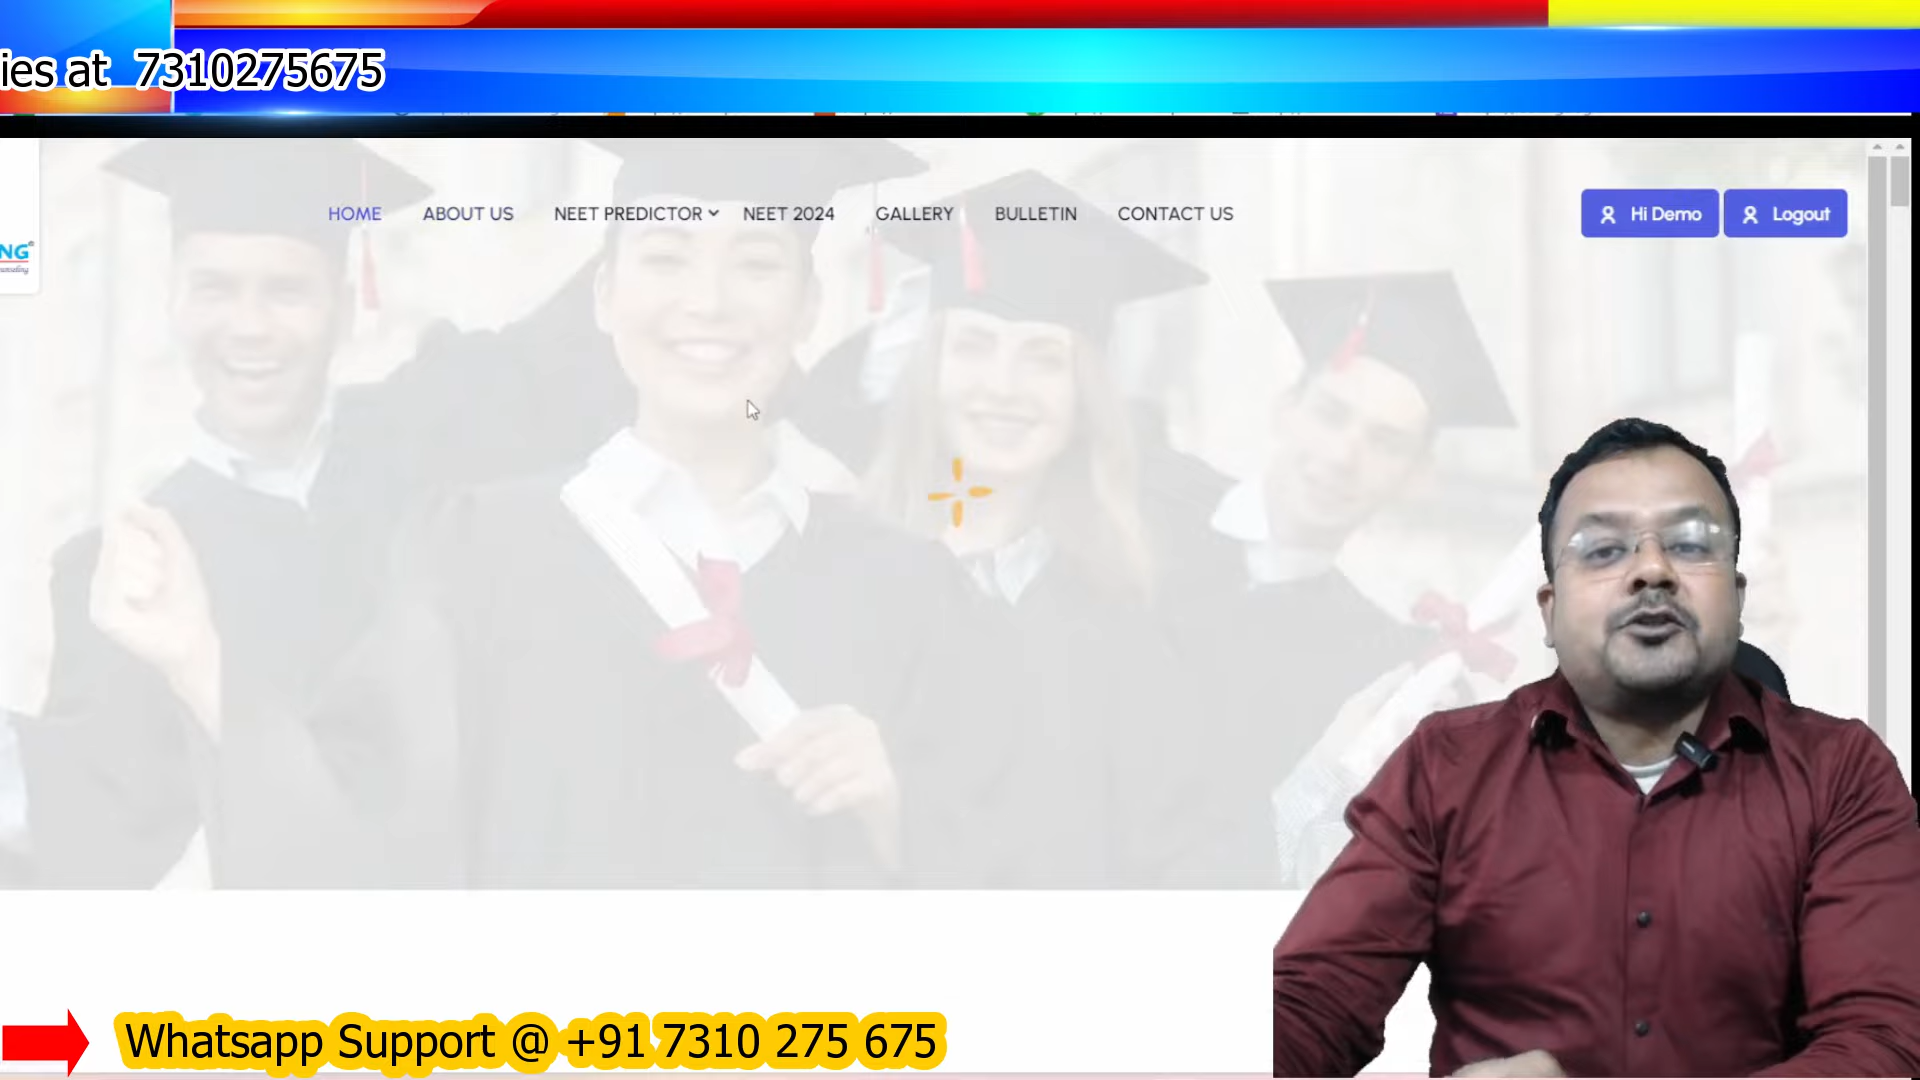 ies at 7310275675
HOME ABOUT US NEET PREDICTOR NEET 2024 GALLERY BULLETIN CONTACT US
Hi Demo Logout
NG
Whatsapp Support @ +91 7310 275 675